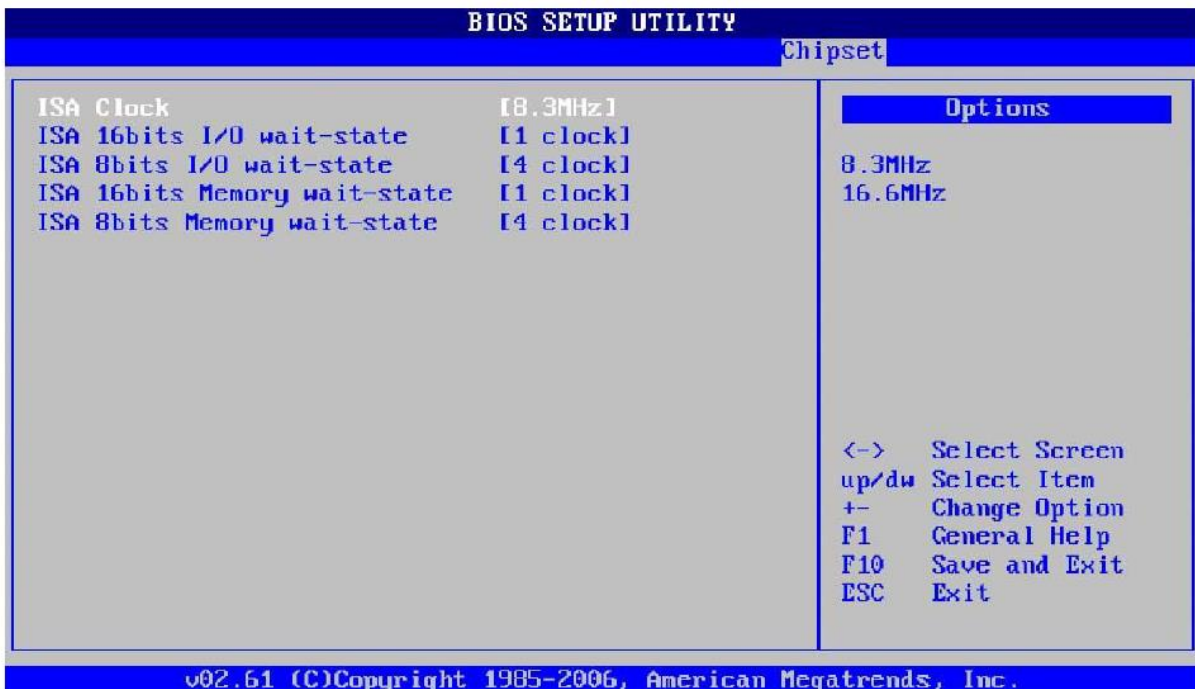 BIOS SETUP UTILITY
Chipset
ISA Clock [8.3MHz]
ISA 16bits I/O wait-state [1 clock]
ISA 8bits I/O wait-state [4 clock]
ISA 16bits Memory wait-state [1 clock]
ISA 8bits Memory wait-state [4 clock]
Options
8.3MHz
16.6MHz
<-> Select Screen
up/dw Select Item
+- Change Option
F1 General Help
F10 Save and Exit
ESC Exit
v02.61 (C)Copyright 1985-2006, American Megatrends, Inc.